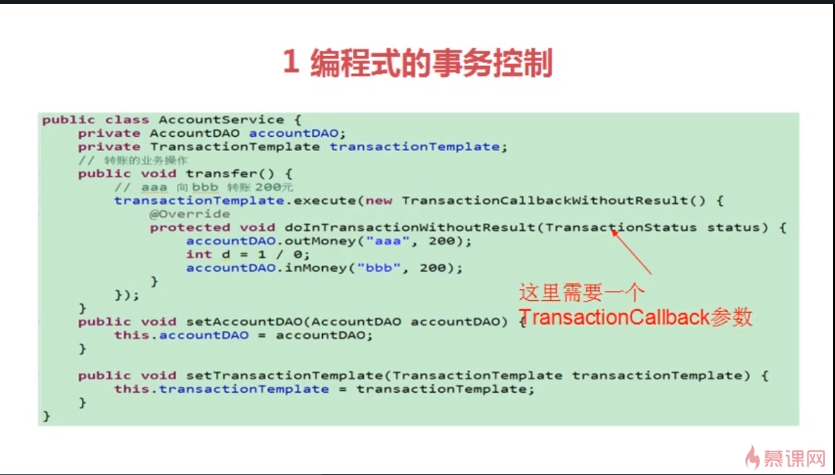 1 编程式的事务控制
public class AccountService {
private AccountDAO accountDAO;
private TransactionTemplate transactionTemplate;
// 转账的业务操作
public void transfer() {
// aaa 向 bbb 转账 200元
transactionTemplate.execute(new TransactionCallbackWithoutResult() {
@Override
protected void doInTransactionWithoutResult(TransactionStatus status) {
accountDAO.outMoney("aaa", 200);
int d = 1 / 0;
accountDAO.inMoney("bbb", 200);
}
});
}
这里需要一个
TransactionCallback参数
public void setAccountDAO(AccountDAO accountDAO) {
this.accountDAO = accountDAO;
}
public void setTransactionTemplate(TransactionTemplate transactionTemplate) {
this.transactionTemplate = transactionTemplate;
}
}
慕课网